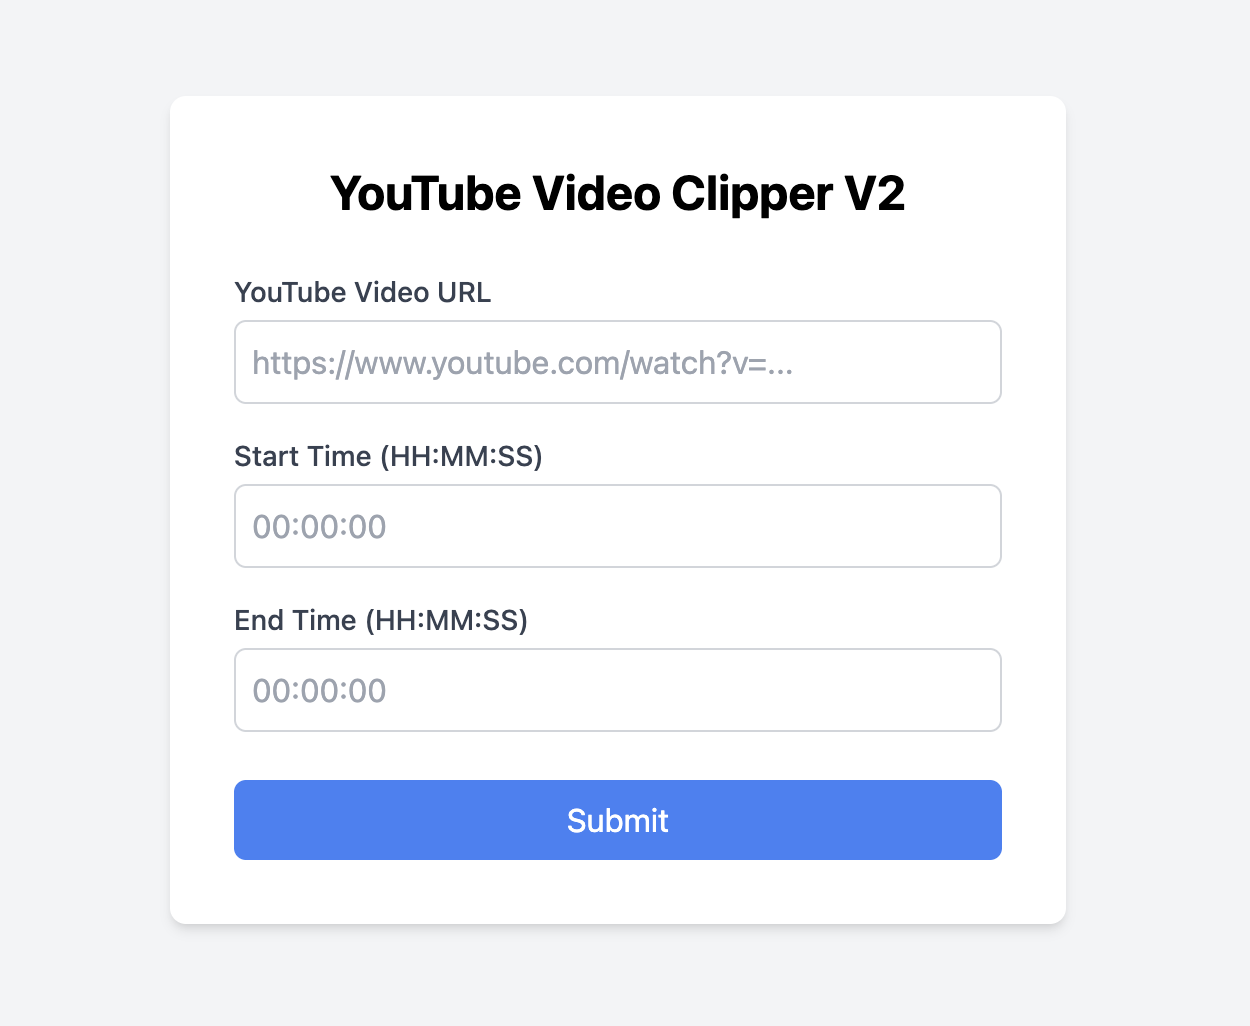 YouTube Video Clipper V2
YouTube Video URL
https://www.youtube.com/watch?v=...
Start Time (HH:MM:SS)
00:00:00
End Time (HH:MM:SS)
00:00:00
Submit